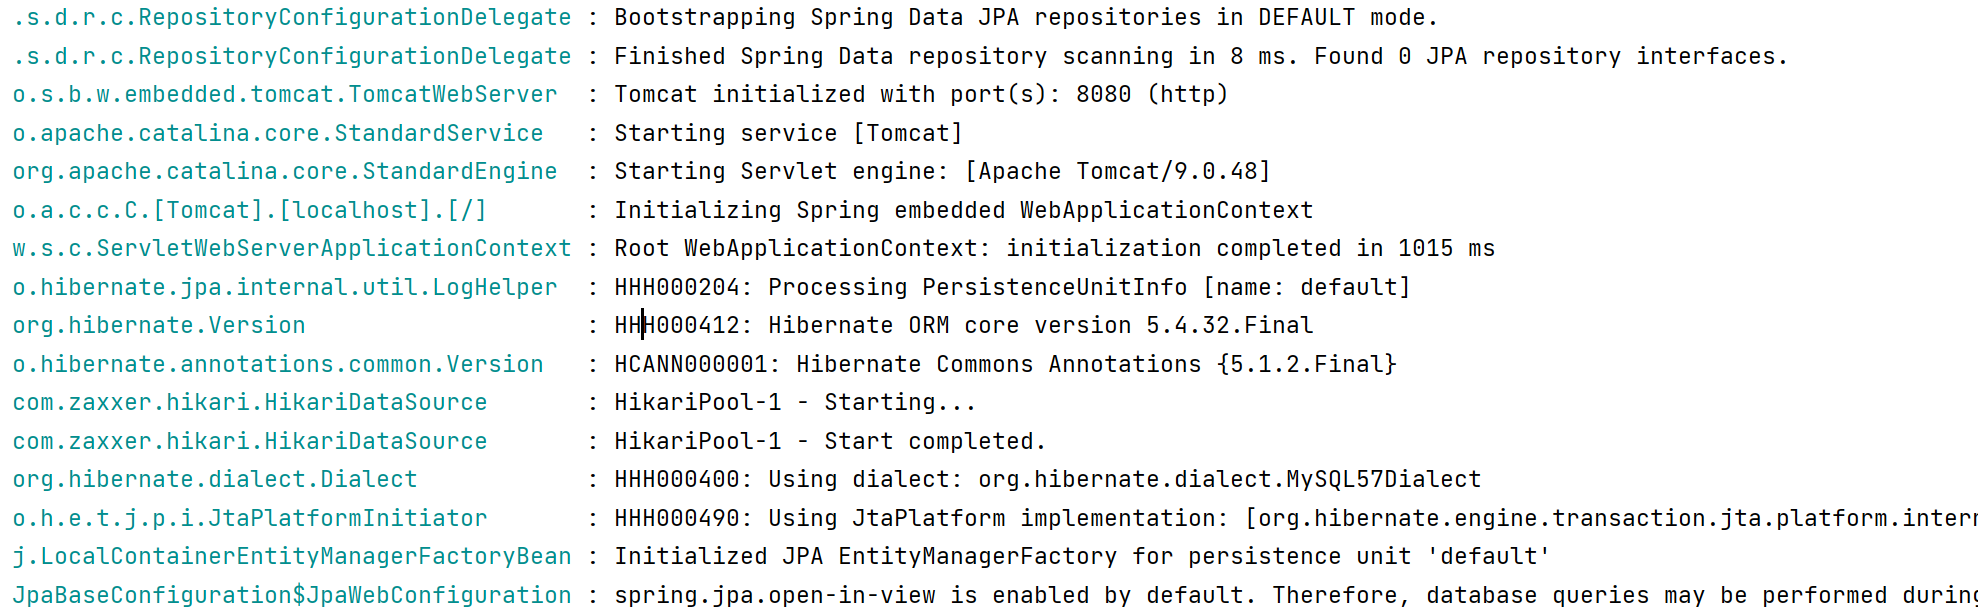 .s.d.r.c.RepositoryConfigurationDelegate : Bootstrapping Spring Data JPA repositories in DEFAULT mode.
.s.d.r.c.RepositoryConfigurationDelegate : Finished Spring Data repository scanning in 8 ms. Found 0 JPA repository interfaces.
o.s.b.w.embedded.tomcat.TomcatWebServer : Tomcat initialized with port(s): 8080 (http)
o.apache.catalina.core.StandardService : Starting service [Tomcat]
org.apache.catalina.core.StandardEngine : Starting Servlet engine: [Apache Tomcat/9.0.48]
o.a.c.c.C.[Tomcat].[localhost].[/] : Initializing Spring embedded WebApplicationContext
w.s.c.ServletWebServerApplicationContext : Root WebApplicationContext: initialization completed in 1015 ms
o.hibernate.jpa.internal.util.LogHelper : HHH000204: Processing PersistenceUnitInfo [name: default]
org.hibernate.Version : HHH000412: Hibernate ORM core version 5.4.32.Final
o.hibernate.annotations.common.Version : HCANN000001: Hibernate Commons Annotations {5.1.2.Final}
com.zaxxer.hikari.HikariDataSource : HikariPool-1 - Starting...
com.zaxxer.hikari.HikariDataSource : HikariPool-1 - Start completed.
org.hibernate.dialect.Dialect : HHH000400: Using dialect: org.hibernate.dialect.MySQL57Dialect
o.h.e.t.j.p.i.JtaPlatformInitiator : HHH000490: Using JtaPlatform implementation: [org.hibernate.engine.transaction.jta.platform.intern
j.LocalContainerEntityManagerFactoryBean : Initialized JPA EntityManagerFactory for persistence unit 'default'
JpaBaseConfiguration$JpaWebConfiguration : spring.jpa.open-in-view is enabled by default. Therefore, database queries may be performed during